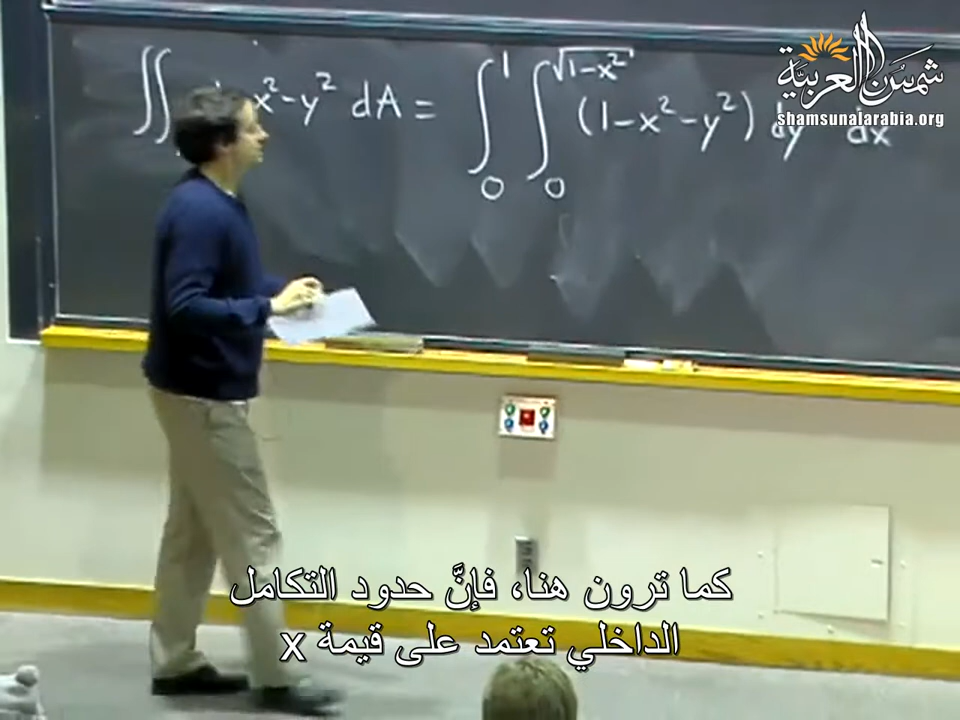 شمسُ العربيّة
shamsunalarabia.org
∬ x²-y² dA = ∫₀¹ ∫₀^√(1-x²) (1-x²-y²) dy dx
كما ترون هنا، فإنَّ حدود التكامل
الداخلي تعتمد على قيمة x